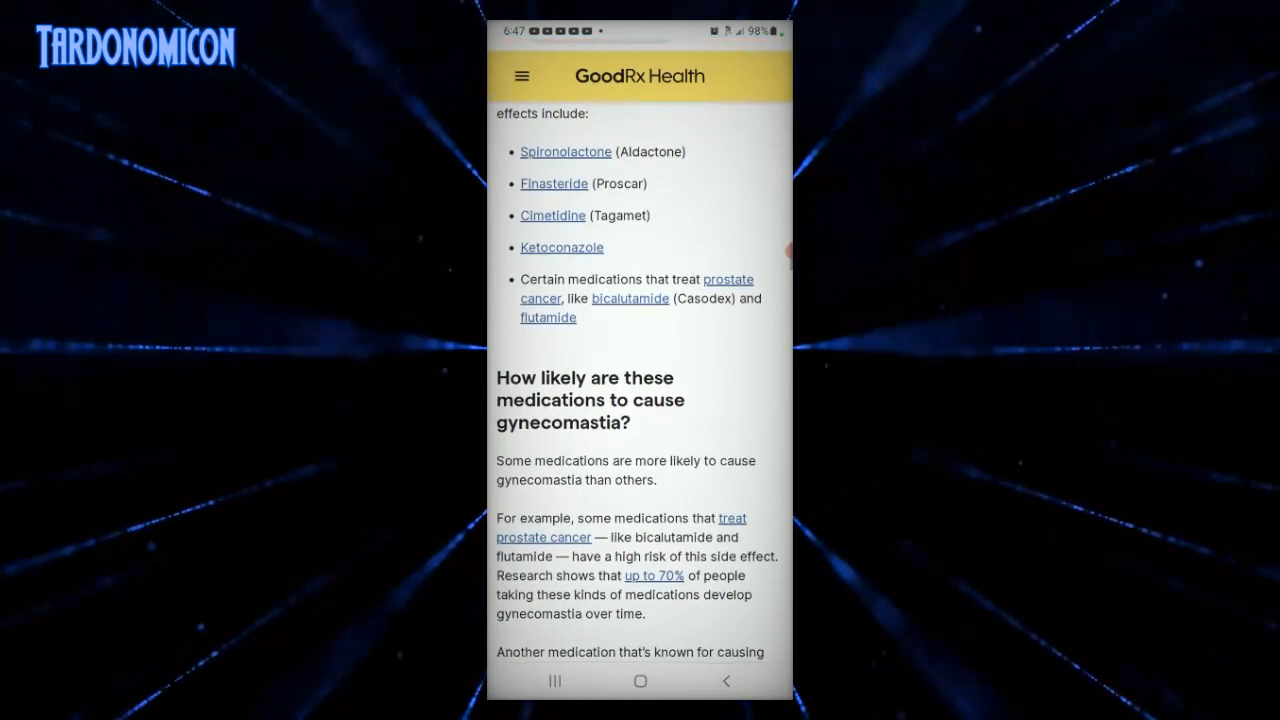 TARDONOMICON
6:47
98%
GoodRx Health
effects include:
• Spironolactone (Aldactone)
• Finasteride (Proscar)
• Cimetidine (Tagamet)
• Ketoconazole
• Certain medications that treat prostate
cancer, like bicalutamide (Casodex) and
flutamide
How likely are these
medications to cause
gynecomastia?
Some medications are more likely to cause
gynecomastia than others.
For example, some medications that treat
prostate cancer — like bicalutamide and
flutamide — have a high risk of this side effect.
Research shows that up to 70% of people
taking these kinds of medications develop
gynecomastia over time.
Another medication that’s known for causing